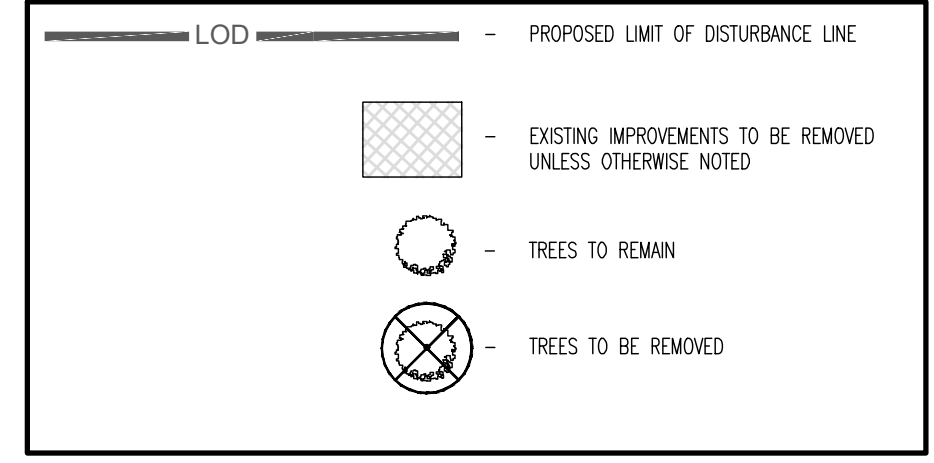 LOD - PROPOSED LIMIT OF DISTURBANCE LINE
- EXISTING IMPROVEMENTS TO BE REMOVED
UNLESS OTHERWISE NOTED
- TREES TO REMAIN
- TREES TO BE REMOVED